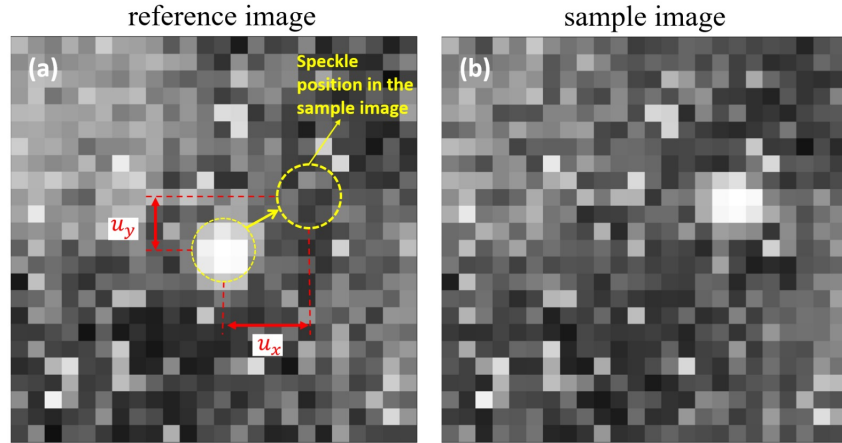 reference image
sample image
(a)
Speckle
position in the
sample image
(b)
u_y
u_x